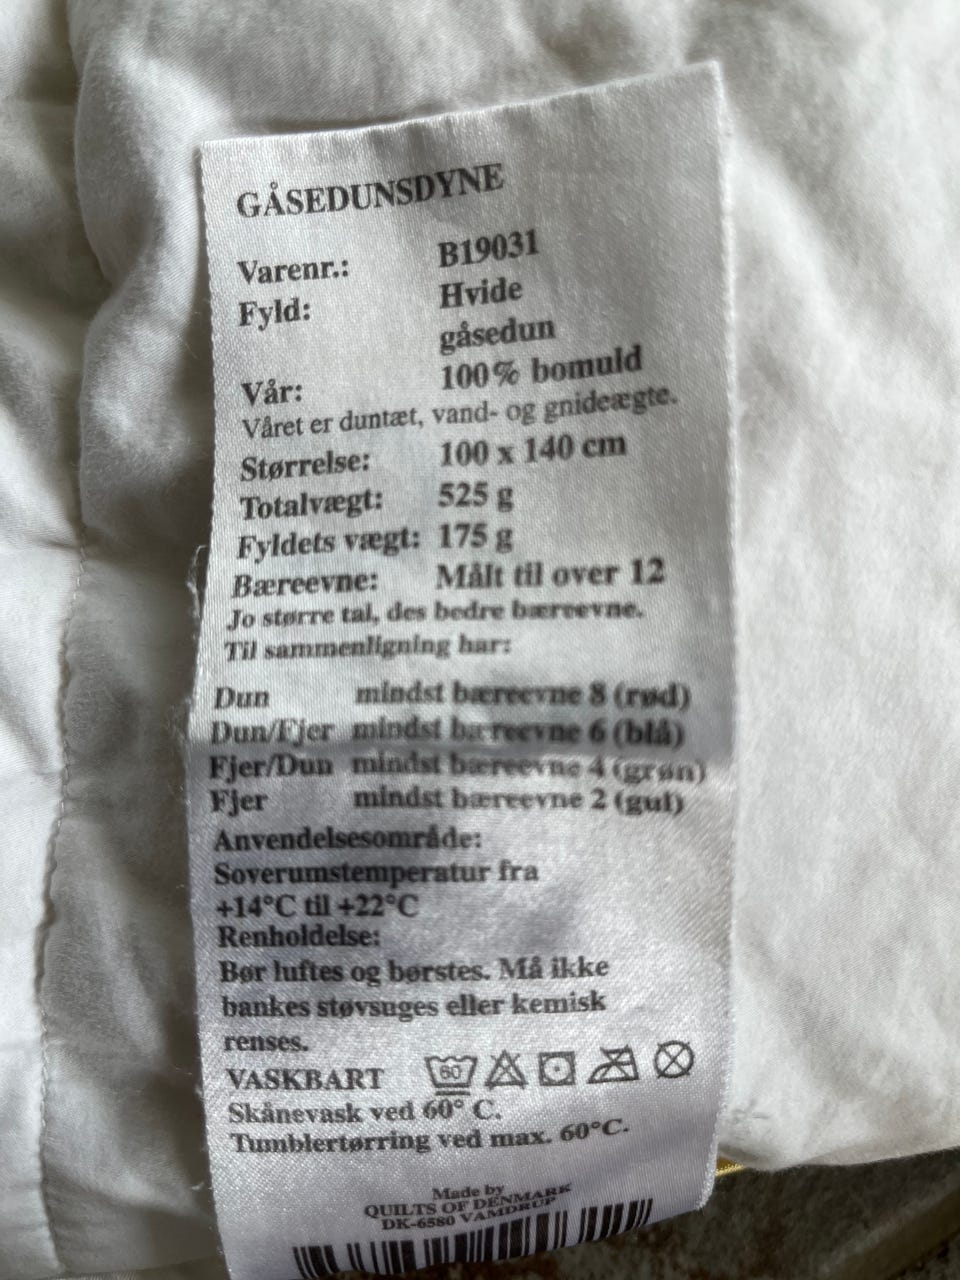 GÅSEDUNSDYNE
Varenr.: B19031
Fyld: Hvide
gåsedun
Vår: 100% bomuld
Våret er duntæt, vand- og gnideægte.
Størrelse: 100 x 140 cm
Totalvægt: 525 g
Fyldets vægt: 175 g
Bæreevne: Målt til over 12
Jo større tal, des bedre bæreevne.
Til sammenligning har:
Dun mindst bæreevne 8 (rød)
Dun/Fjer mindst bæreevne 6 (blå)
Fjer/Dun mindst bæreevne 4 (grøn)
Fjer mindst bæreevne 2 (gul)
Anvendelsesområde:
Soverumstemperatur fra
+14°C til +22°C
Renholdelse:
Bør luftes og børstes. Må ikke
bankes støvsuges eller kemisk
renses.
VASKBART 60
Skånevask ved 60° C.
Tumblertørring ved max. 60°C.
Made by
QUILTS OF DENMARK
DK-6580 VAMDRUP